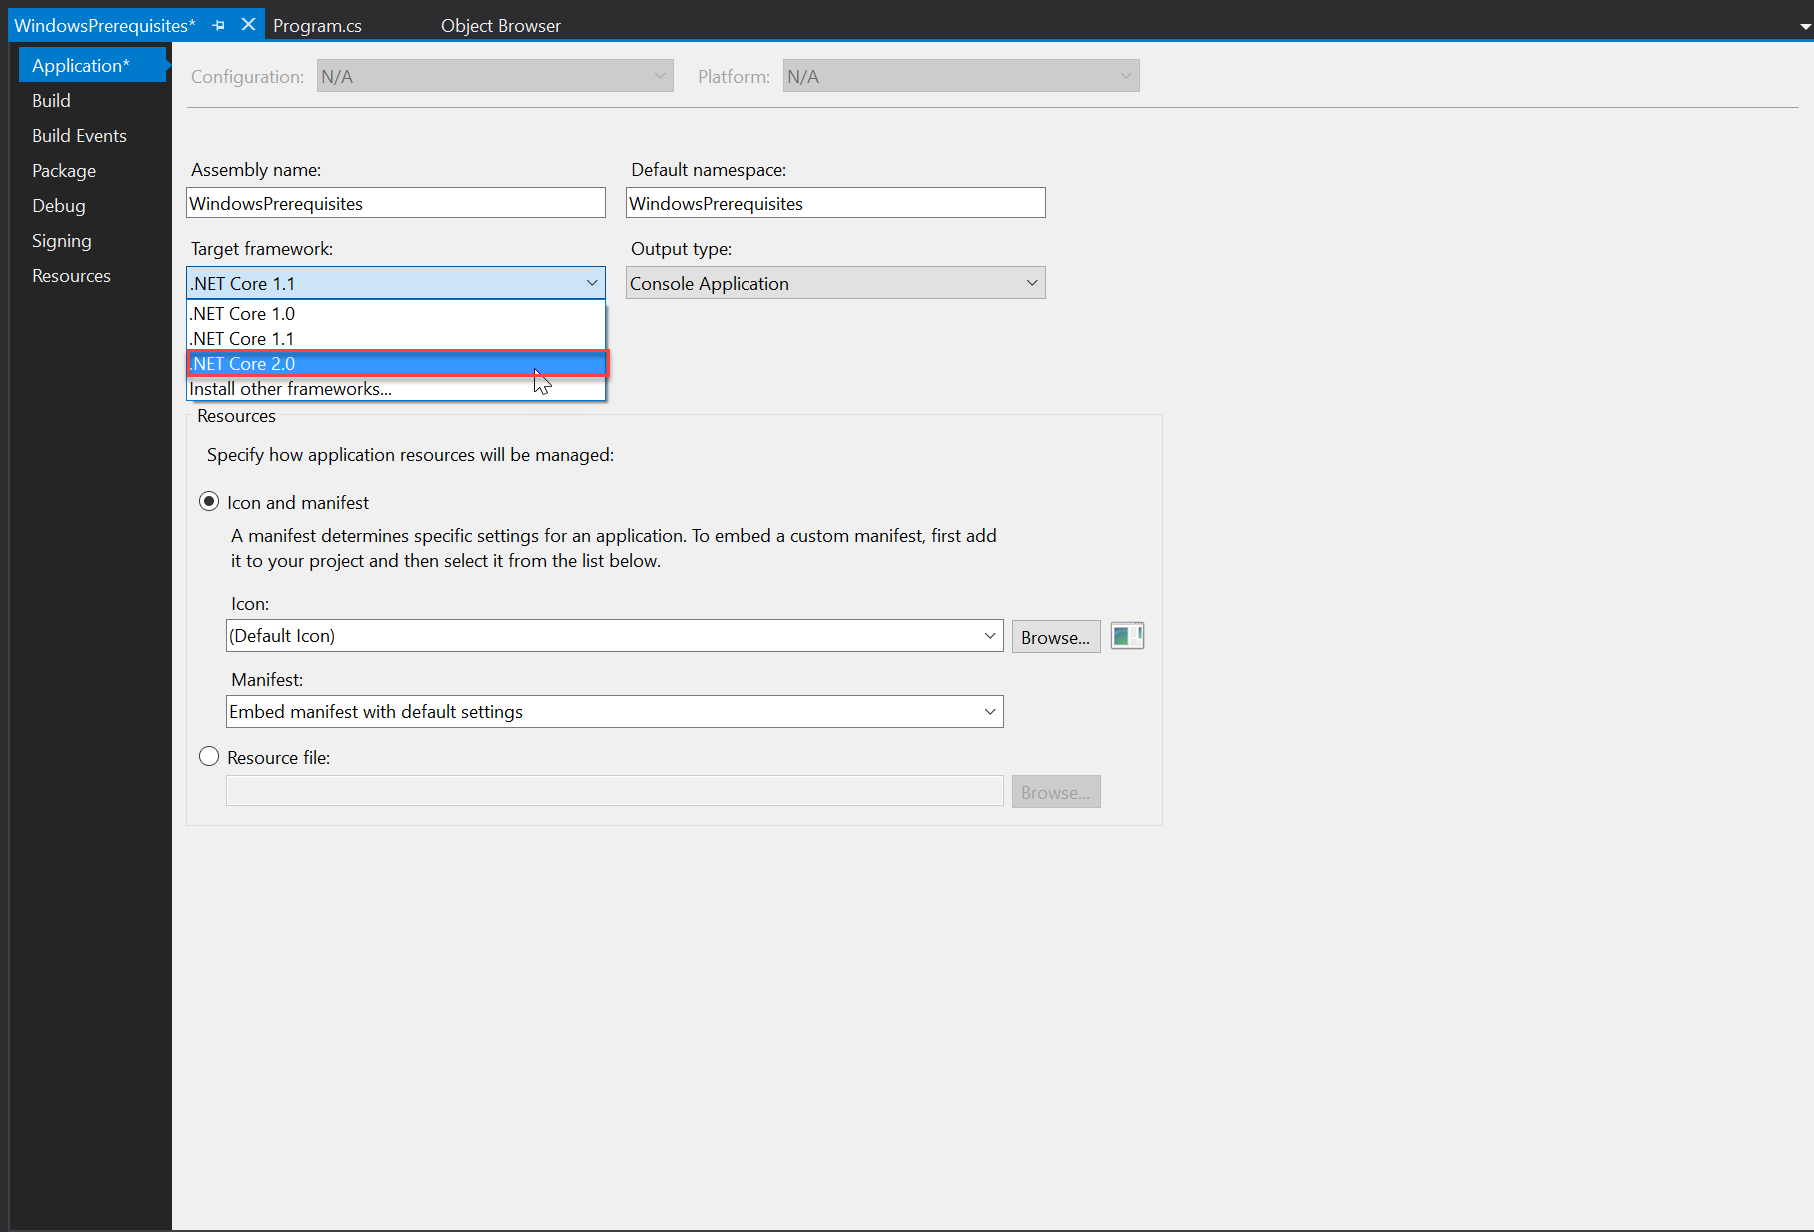 WindowsPrerequisites* Program.cs Object Browser
Application*
Build
Build Events
Package
Debug
Signing
Resources
Configuration: N/A Platform: N/A
Assembly name: Default namespace:
WindowsPrerequisites WindowsPrerequisites
Target framework: Output type:
.NET Core 1.1 Console Application
.NET Core 1.0
.NET Core 1.1
.NET Core 2.0
Install other frameworks...
Resources
Specify how application resources will be managed:
Icon and manifest
A manifest determines specific settings for an application. To embed a custom manifest, first add
it to your project and then select it from the list below.
Icon:
(Default Icon) Browse...
Manifest:
Embed manifest with default settings
Resource file:
Browse...